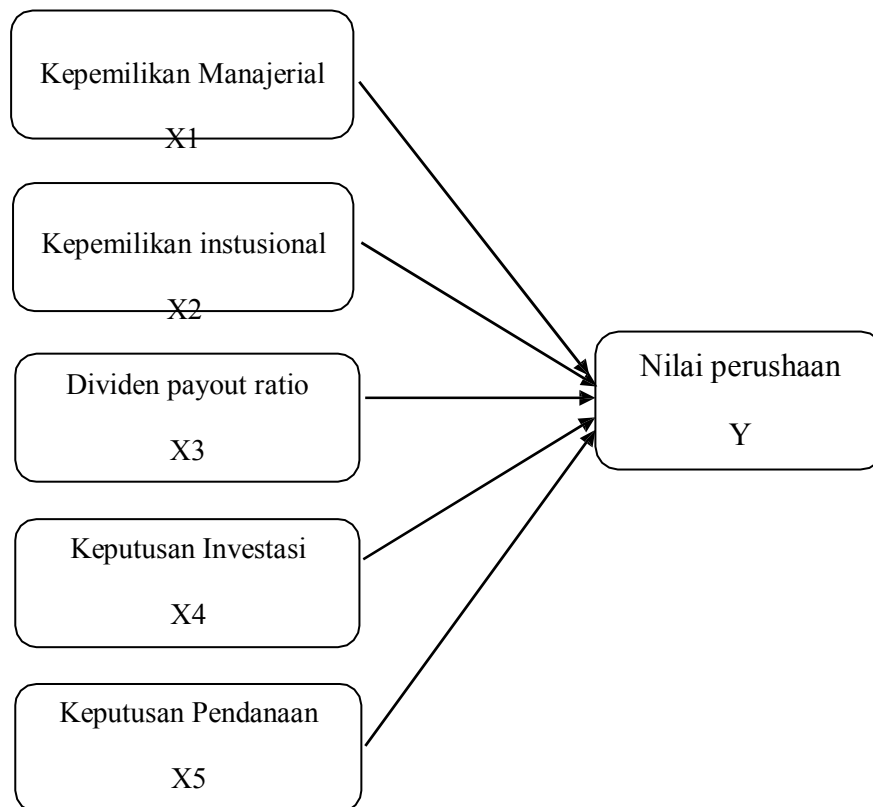 Kepemilikan Manajerial
X1
Kepemilikan instusional
X2
Dividen payout ratio
X3
Keputusan Investasi
X4
Keputusan Pendanaan
X5
Nilai perushaan
Y